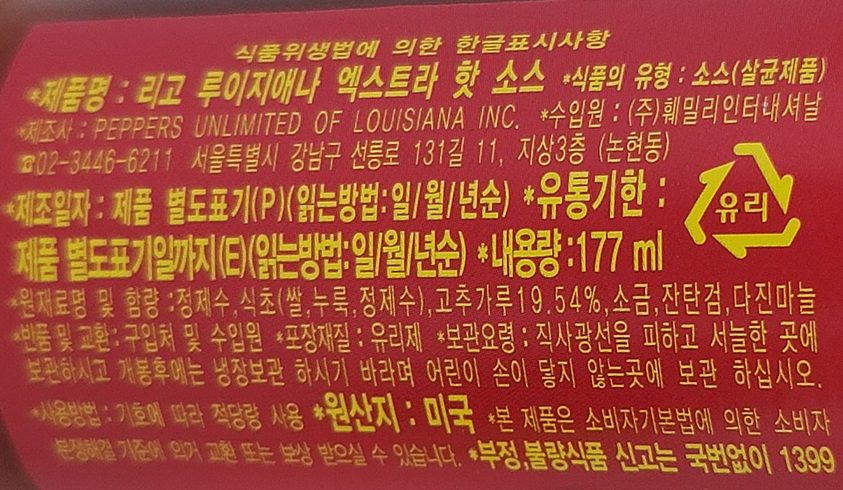 식품위생법에 의한 한글표시사항
*제품명 : 리고 루이지애나 엑스트라 핫 소스 *식품의 유형 : 소스(살균제품)
*제조사 : PEPPERS UNLIMITED OF LOUISIANA INC. *수입원 : (주)훼밀리인터내셔날
☎02-3446-6211 서울특별시 강남구 선릉로 131길 11, 지상3층 (논현동)
*제조일자 : 제품 별도표기(P)(읽는방법:일/월/년순) *유통기한 :
제품 별도표기일까지(E)(읽는방법:일/월/년순) *내용량:177 ml
유리
*원재료명 및 함량 :정제수,식초(쌀,누룩,정제수),고추가루19.54%,소금,잔탄검,다진마늘
*반품 및 교환 : 구입처 및 수입원 *포장재질 : 유리제 *보관요령 : 직사광선을 피하고 서늘한 곳에
보관하시고 개봉후에는 냉장보관 하시기 바라며 어린이 손이 닿지 않는곳에 보관 하십시오.
*사용방법 : 기호에 따라 적당량 사용 *원산지 : 미국 *본 제품은 소비자기본법에 의한 소비자
분쟁해결 기준에 의거 교환 또는 보상 받으실 수 있습니다. *부정,불량식품 신고는 국번없이 1399